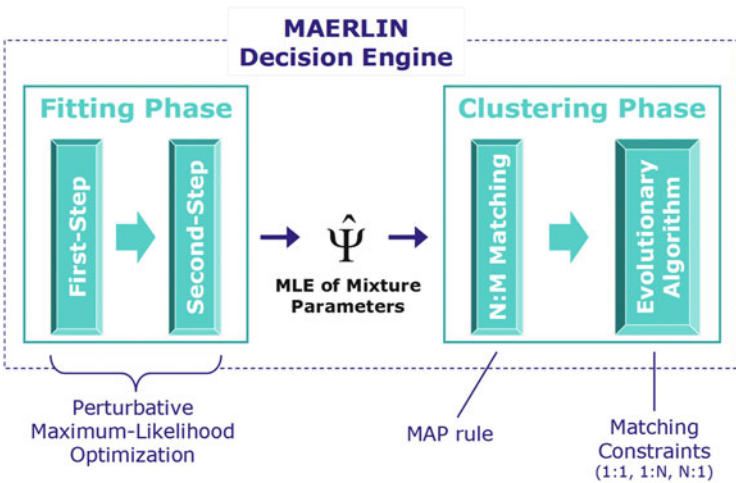 MAERLIN
Decision Engine
Fitting Phase
First-Step
Second-Step
Ψ̂
MLE of Mixture
Parameters
Clustering Phase
N:M Matching
Evolutionary
Algorithm
Perturbative
Maximum-Likelihood
Optimization
MAP rule
Matching
Constraints
(1:1, 1:N, N:1)